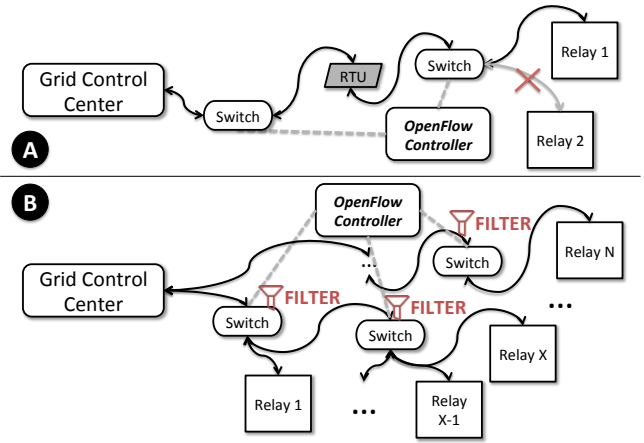 Grid Control
Center
Switch
RTU
Switch
Relay 1
OpenFlow
Controller
Relay 2
A
B
OpenFlow
Controller
FILTER
Switch
Relay N
...
Grid Control
Center
FILTER
Switch
FILTER
Switch
...
Relay X
Relay 1
...
Relay
X-1